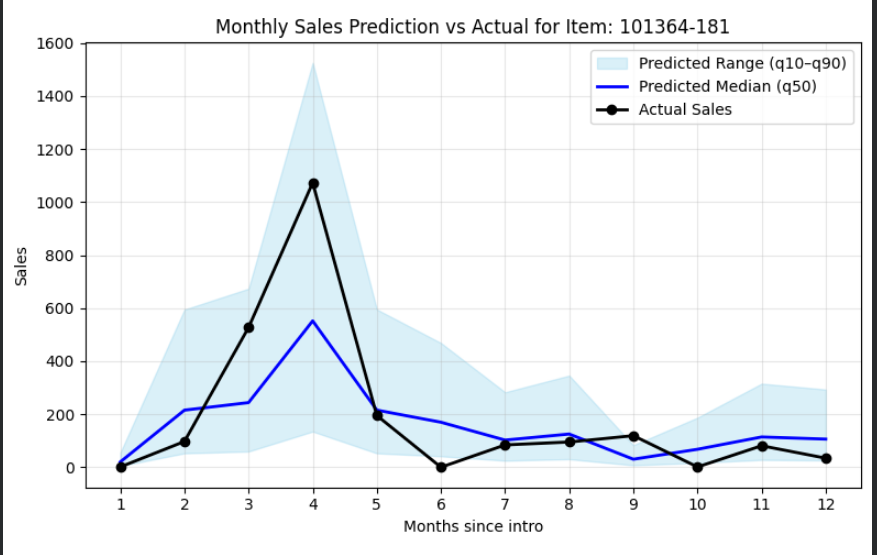 Monthly Sales Prediction vs Actual for Item: 101364-181
1600
1400
1200
1000
800
600
400
200
0
Sales
Predicted Range (q10–q90)
Predicted Median (q50)
Actual Sales
1 2 3 4 5 6 7 8 9 10 11 12
Months since intro